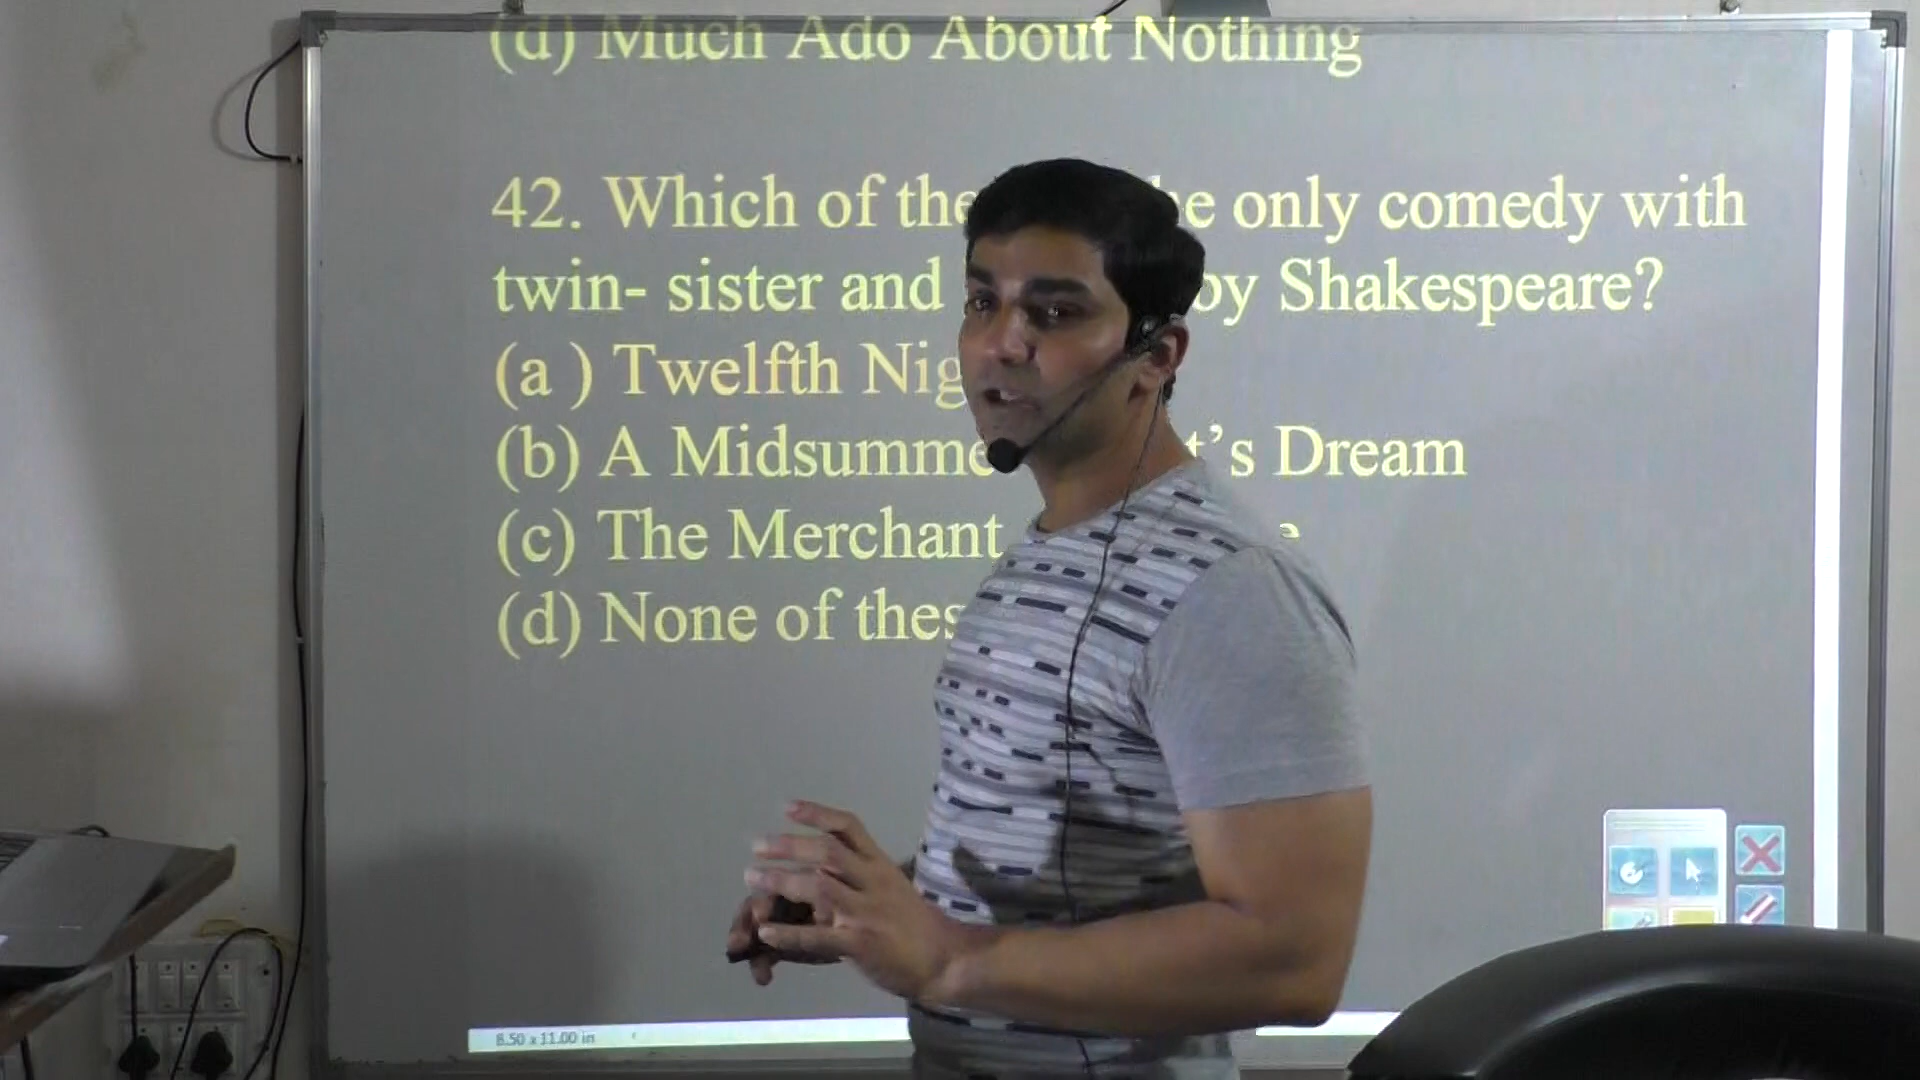 (d) Much Ado About Nothing
42. Which of the only comedy with
twin- sister and by Shakespeare?
(a ) Twelfth Nig
(b) A Midsumme t's Dream
(c) The Merchant e
(d) None of thes
8.50 x 11.00 in